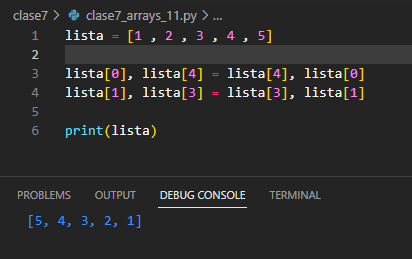 clase7 > clase7_arrays_11.py > ...
1 lista = [1 , 2 , 3 , 4 , 5]
2
3 lista[0], lista[4] = lista[4], lista[0]
4 lista[1], lista[3] = lista[3], lista[1]
5
6 print(lista)
PROBLEMS OUTPUT DEBUG CONSOLE TERMINAL
[5, 4, 3, 2, 1]